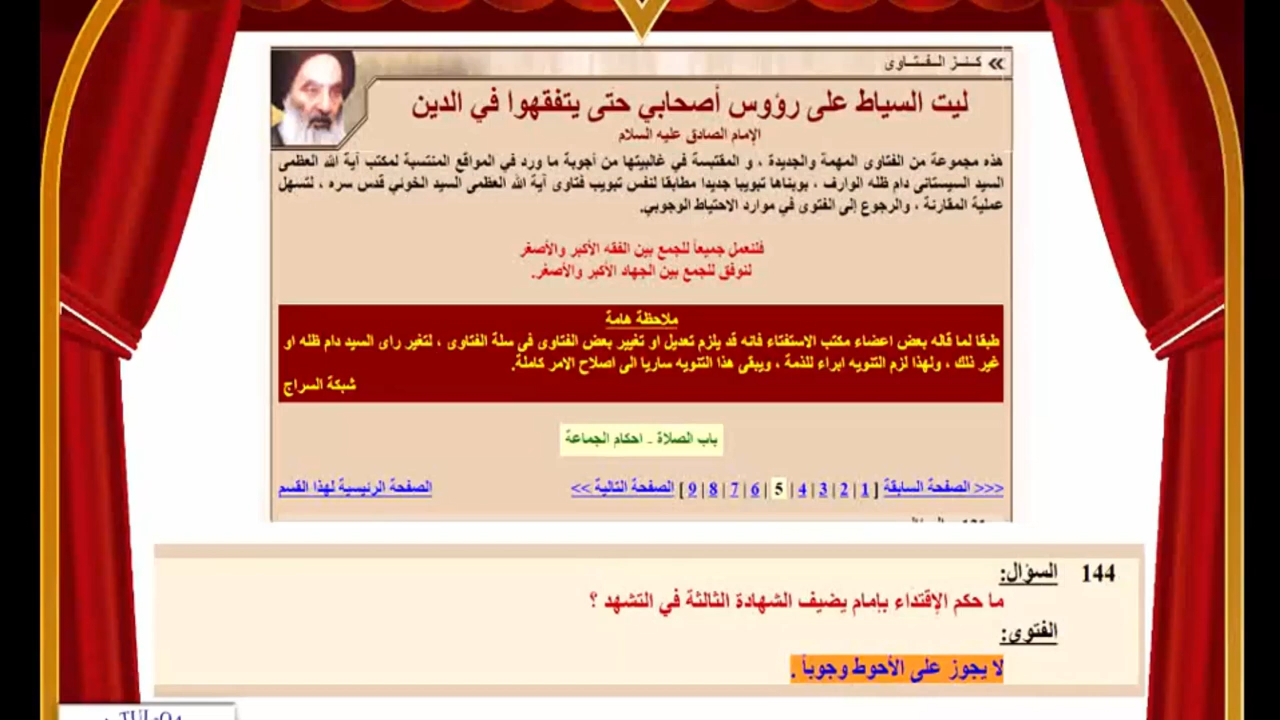 « كـنـز الـفـتـاوى
ليت السياط على رؤوس أصحابي حتى يتفقهوا في الدين
الإمام الصادق عليه السلام
هذه مجموعة من الفتاوى المهمة والجديدة ، و المقتبسة في غالبيتها من أجوبة ما ورد في المواقع المنتسبة لمكتب آية الله العظمى
السيد السيستاني دام ظله الوارف ، بوبناها تبويبا جديدا مطابقا لنفس تبويب فتاوى آية الله العظمى السيد الخوئي قدس سره ، لتسهل
عملية المقارنة ، والرجوع إلى الفتوى في موارد الاحتياط الوجوبي.
فلنعمل جميعاً للجمع بين الفقه الأكبر والأصغر
لنوفق للجمع بين الجهاد الأكبر والأصغر.
ملاحظة هامة
طبقا لما قاله بعض اعضاء مكتب الاستفتاء فانه قد يلزم تعديل او تغيير بعض الفتاوى فى سلة الفتاوى ، لتغير راى السيد دام ظله او
غير ذلك ، ولهذا لزم التنويه ابراء للذمة ، ويبقى هذا التنويه ساريا الى اصلاح الامر كاملة.
شبكة السراج
باب الصلاة - احكام الجماعة
<<< الصفحة السابقة [ 1 | 2 | 3 | 4 | 5 | 6 | 7 | 8 | 9 ] الصفحة التالية >> الصفحة الرئيسية لهذا القسم
144 السؤال:
ما حكم الإقتداء بإمام يضيف الشهادة الثالثة في التشهد ؟
الفتوى:
لا يجوز على الأحوط وجوباً .